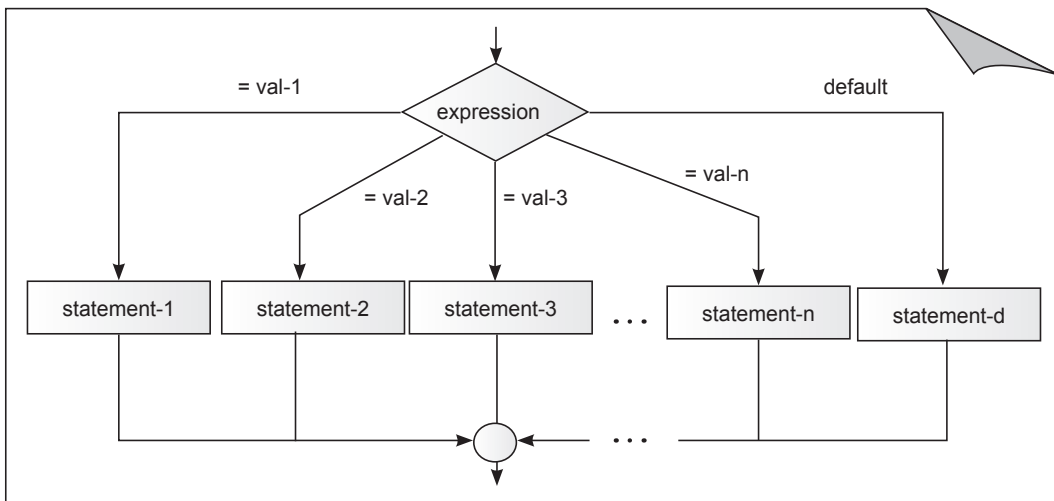 = val-1
default
expression
= val-2
= val-3
= val-n
statement-1
statement-2
statement-3
...
statement-n
statement-d
...